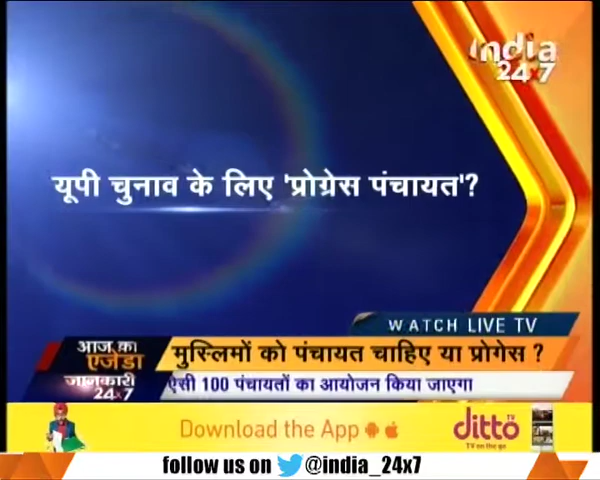 india
24x7
यूपी चुनाव के लिए 'प्रोग्रेस पंचायत'?
WATCH LIVE TV
आज का
एजेंडा
मुस्लिमों को पंचायत चाहिए या प्रोग्रेस ?
जानकारी
24x7
ऐसी 100 पंचायतों का आयोजन किया जाएगा
Download the App
ditto TV
TV on the go
follow us on @india_24x7